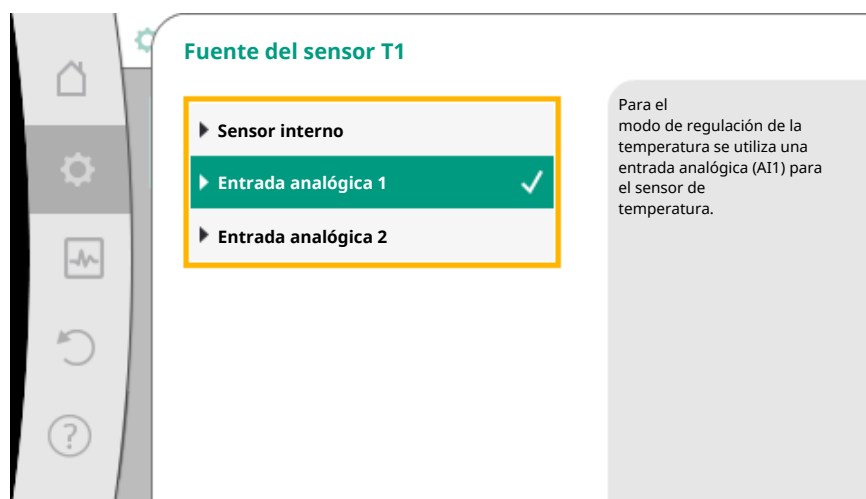 Fuente del sensor T1
Sensor interno
Entrada analógica 1
Entrada analógica 2
Para el
modo de regulación de la
temperatura se utiliza una
entrada analógica (AI1) para
el sensor de
temperatura.
?